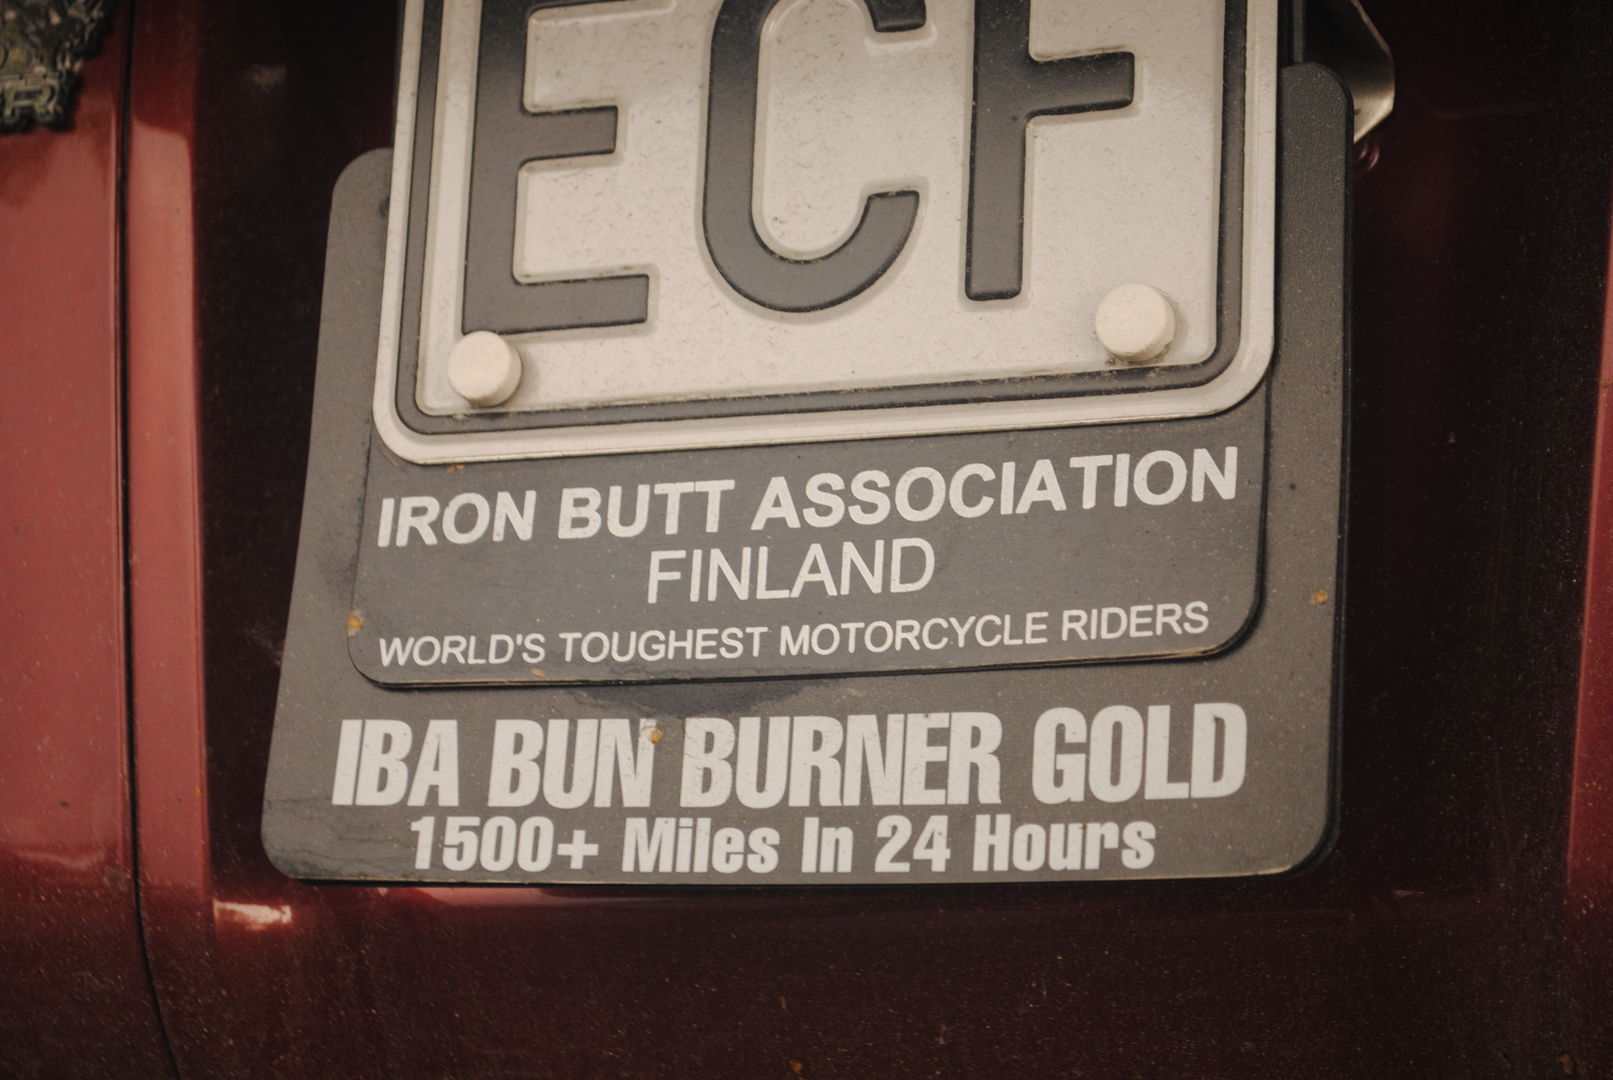 ECF
IRON BUTT ASSOCIATION
FINLAND
WORLD'S TOUGHEST MOTORCYCLE RIDERS
IBA BUN BURNER GOLD
1500+ Miles In 24 Hours